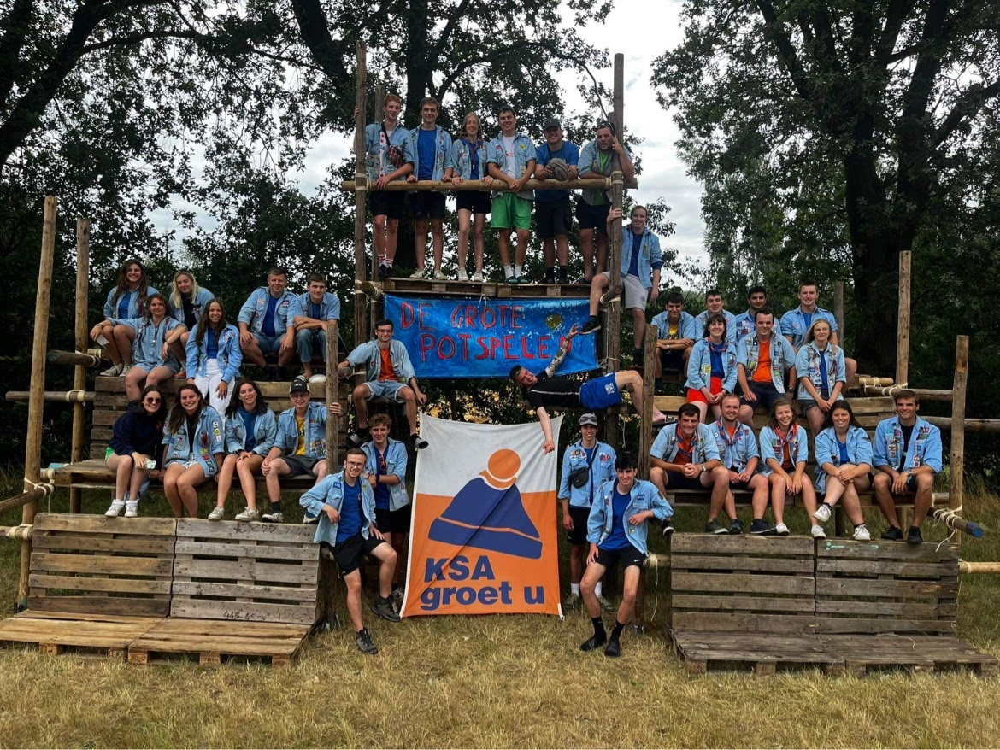 DE GROTE
POTSPELEN
KSA
groet u